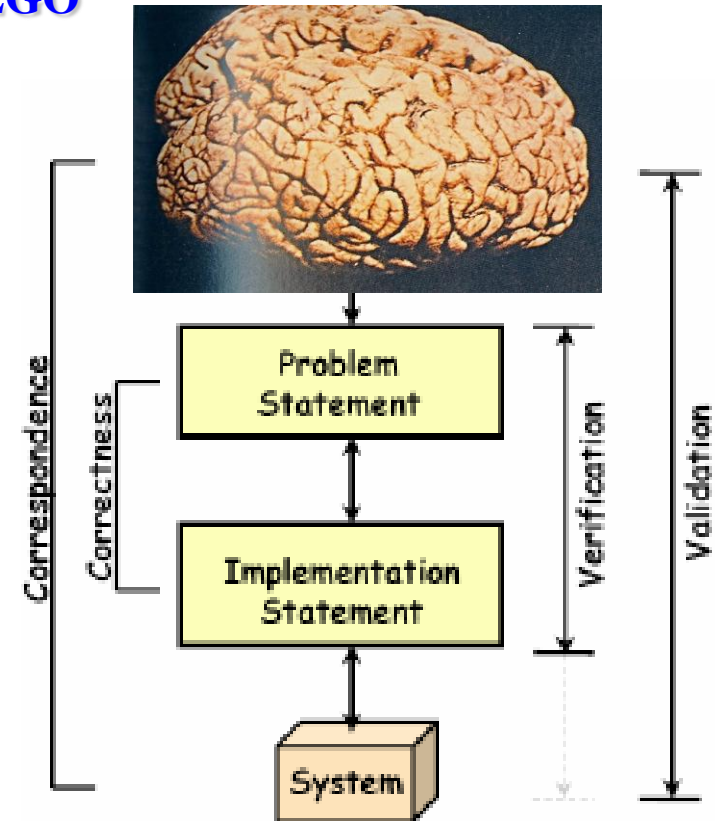 Problem
Statement
Implementation
Statement
System
Correspondence
Correctness
Verification
Validation